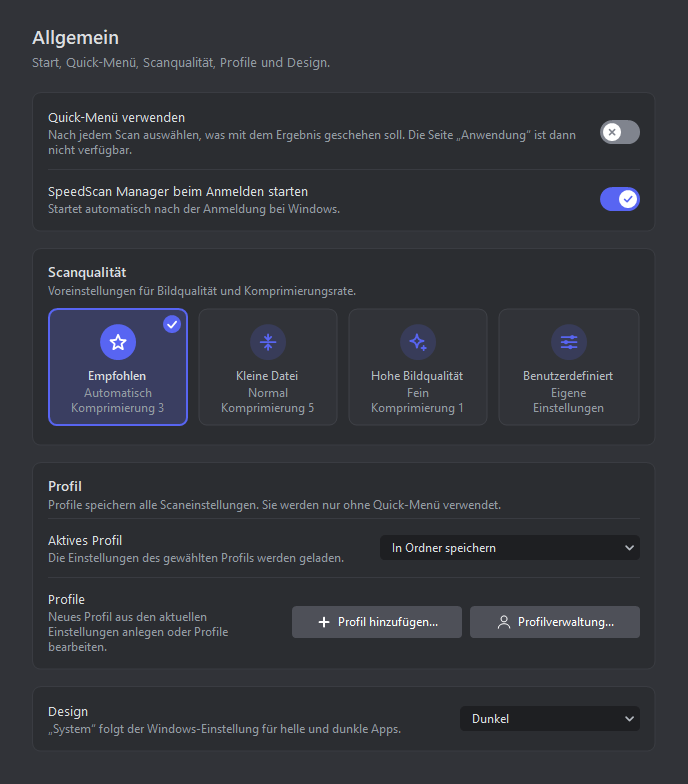 Allgemein
Start, Quick-Menü, Scanqualität, Profile und Design.
Quick-Menü verwenden
Nach jedem Scan auswählen, was mit dem Ergebnis geschehen soll. Die Seite „Anwendung“ ist dann
nicht verfügbar.
SpeedScan Manager beim Anmelden starten
Startet automatisch nach der Anmeldung bei Windows.
Scanqualität
Voreinstellungen für Bildqualität und Komprimierungsrate.
Empfohlen
Automatisch
Komprimierung 3
Kleine Datei
Normal
Komprimierung 5
Hohe Bildqualität
Fein
Komprimierung 1
Benutzerdefiniert
Eigene
Einstellungen
Profil
Profile speichern alle Scaneinstellungen. Sie werden nur ohne Quick-Menü verwendet.
Aktives Profil
Die Einstellungen des gewählten Profils werden geladen.
In Ordner speichern
Profile
Neues Profil aus den aktuellen
Einstellungen anlegen oder Profile
bearbeiten.
Profil hinzufügen...
Profilverwaltung...
Design
„System“ folgt der Windows-Einstellung für helle und dunkle Apps.
Dunkel